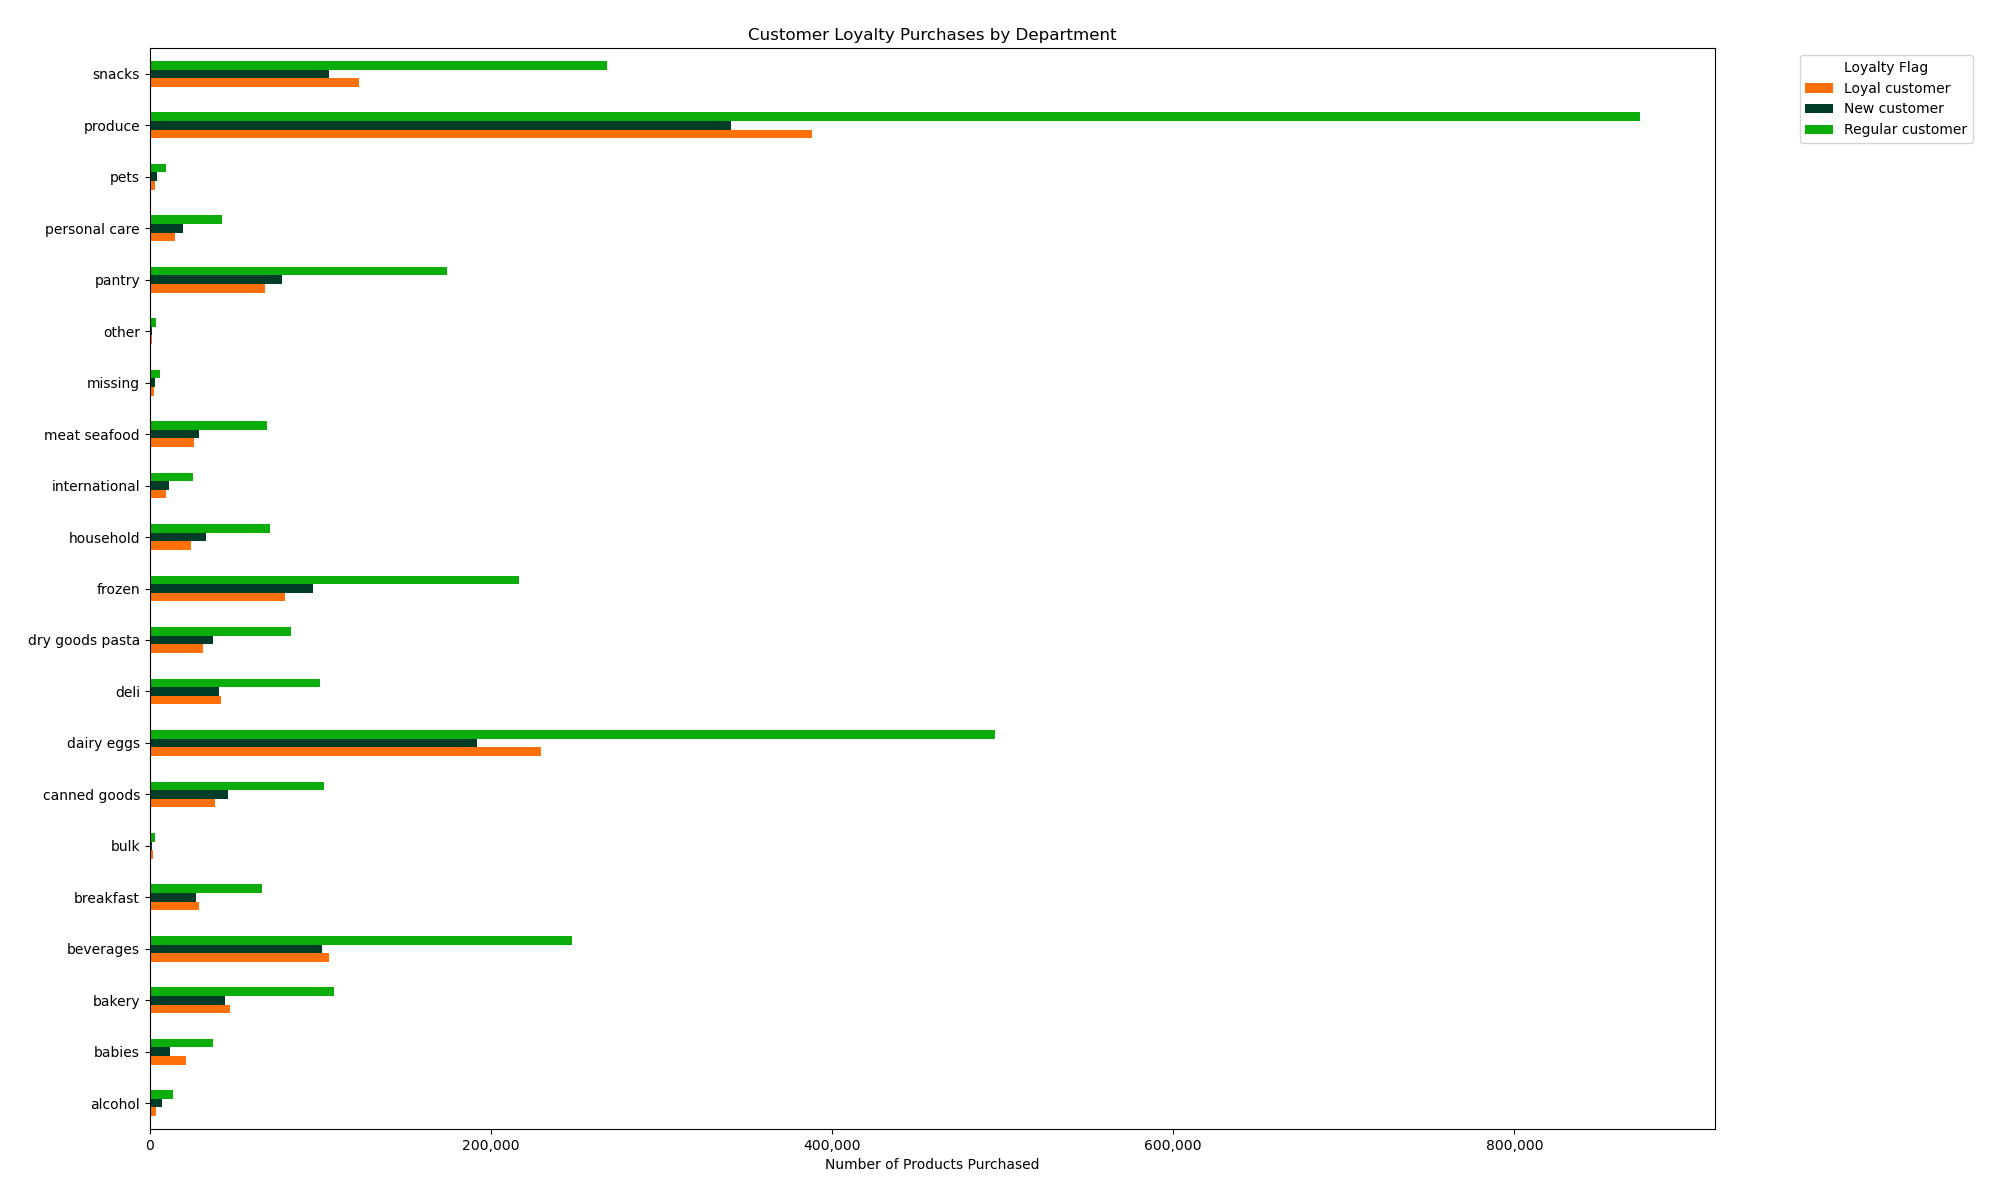 Customer Loyalty Purchases by Department
snacks
produce
pets
personal care
pantry
other
missing
meat seafood
international
household
frozen
dry goods pasta
deli
dairy eggs
canned goods
bulk
breakfast
beverages
bakery
babies
alcohol
0 200,000 400,000 600,000 800,000
Number of Products Purchased
Loyalty Flag
Loyal customer
New customer
Regular customer